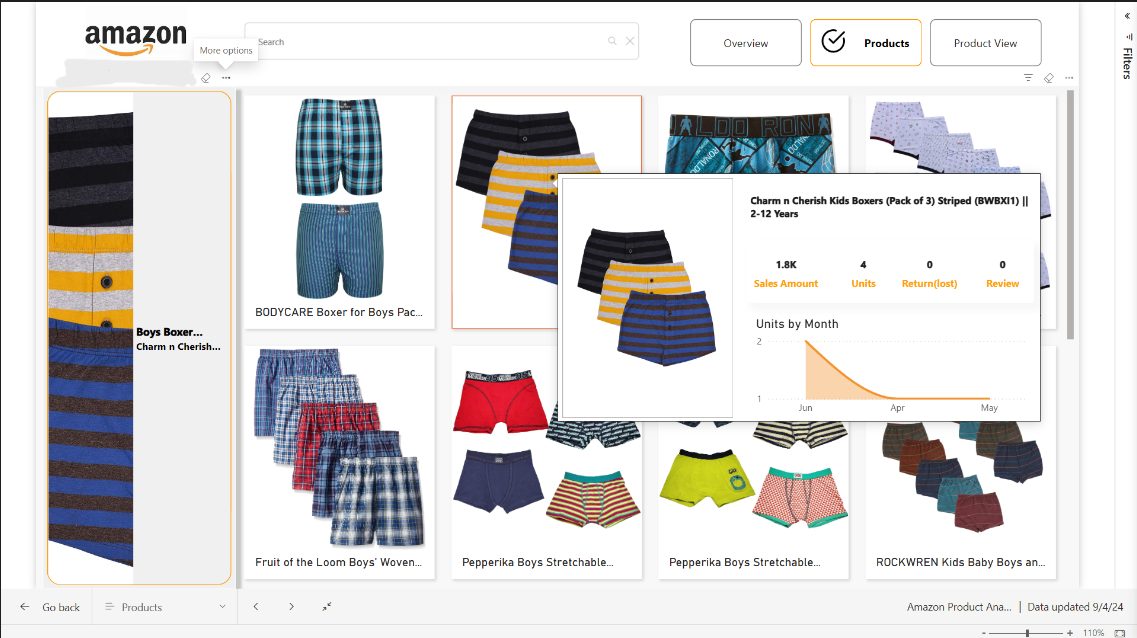 amazon
More options
Search
Overview
Products
Product View
Filters
Boys Boxer...
Charm n Cherish...
BODYCARE Boxer for Boys Pac...
RONALDO
Charm n Cherish Kids Boxers (Pack of 3) Striped (BWBXI1) ||
2-12 Years
1.8K
Sales Amount
4
Units
0
Return(lost)
0
Review
Units by Month
2
1
Jun
Apr
May
Fruit of the Loom Boys' Woven...
Pepperika Boys Stretchable...
Pepperika Boys Stretchable...
ROCKWREN Kids Baby Boys an...
Go back
Products
Amazon Product Ana... | Data updated 9/4/24
- + 110%